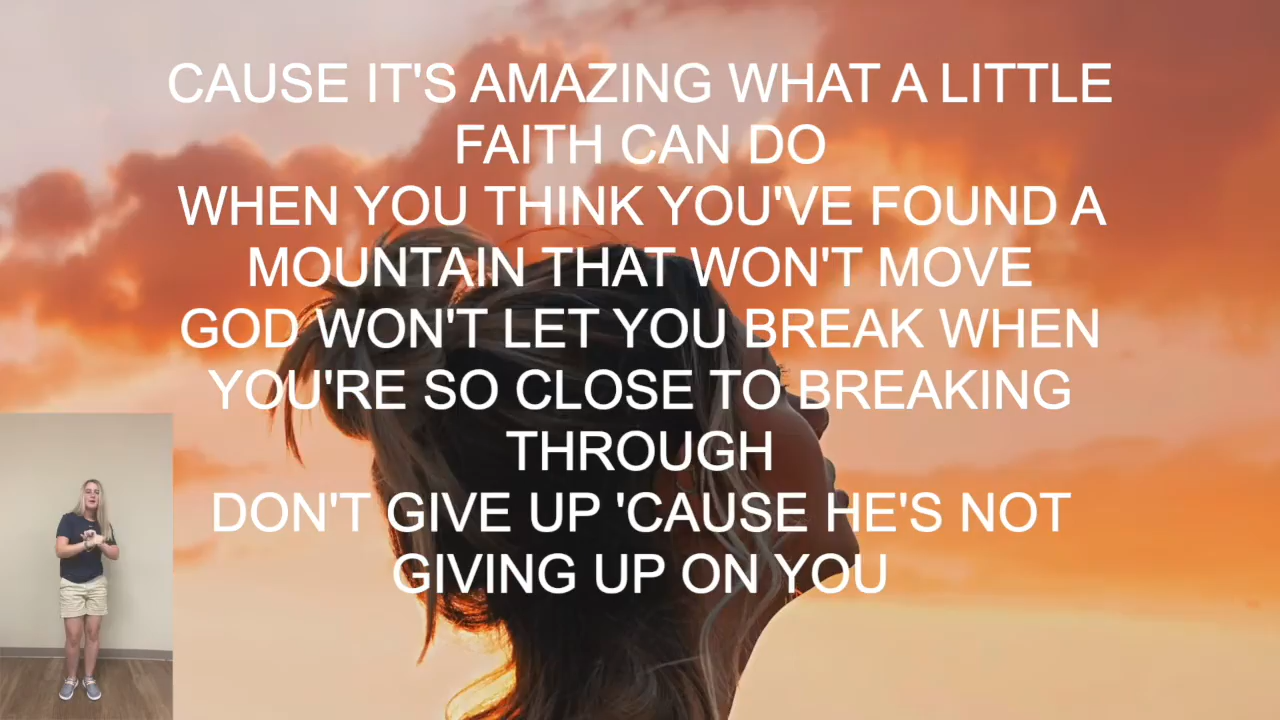 CAUSE IT'S AMAZING WHAT A LITTLE
FAITH CAN DO
WHEN YOU THINK YOU'VE FOUND A
MOUNTAIN THAT WON'T MOVE
GOD WON'T LET YOU BREAK WHEN
YOU'RE SO CLOSE TO BREAKING
THROUGH
DON'T GIVE UP 'CAUSE HE'S NOT
GIVING UP ON YOU